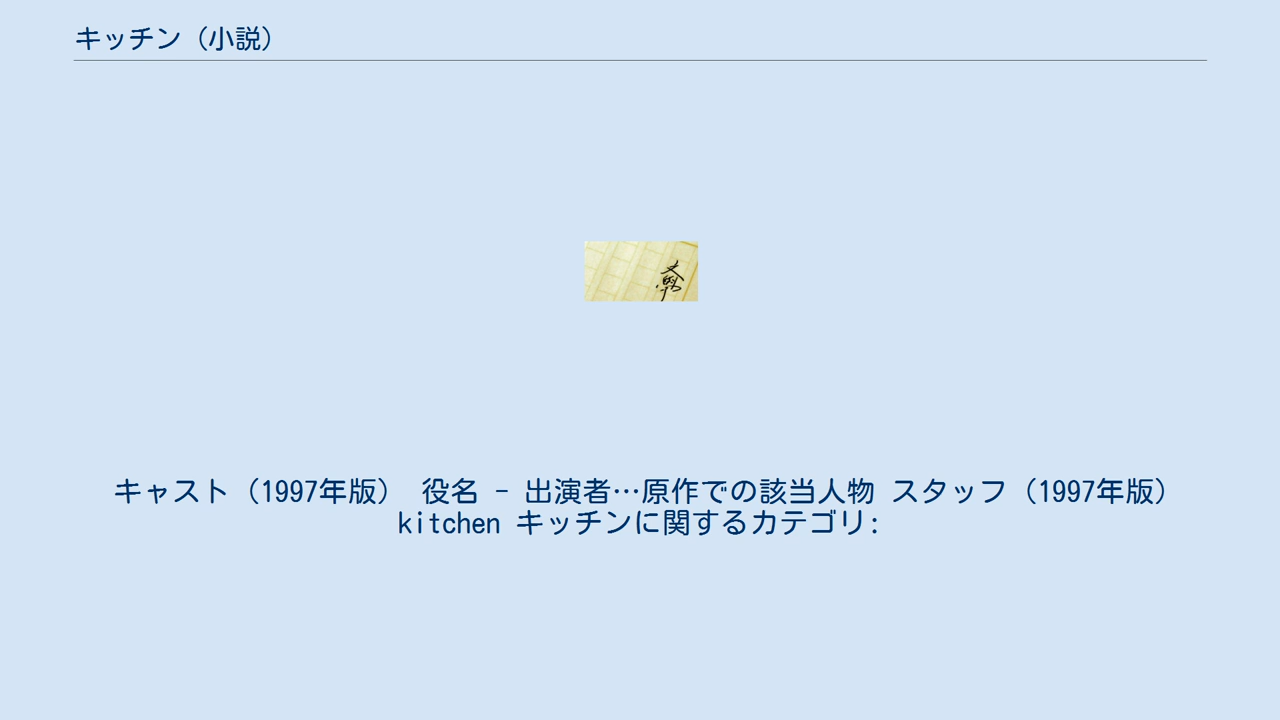 キッチン（小説）
キャスト（1997年版） 役名 - 出演者…原作での該当人物 スタッフ（1997年版）
kitchen キッチンに関するカテゴリ: